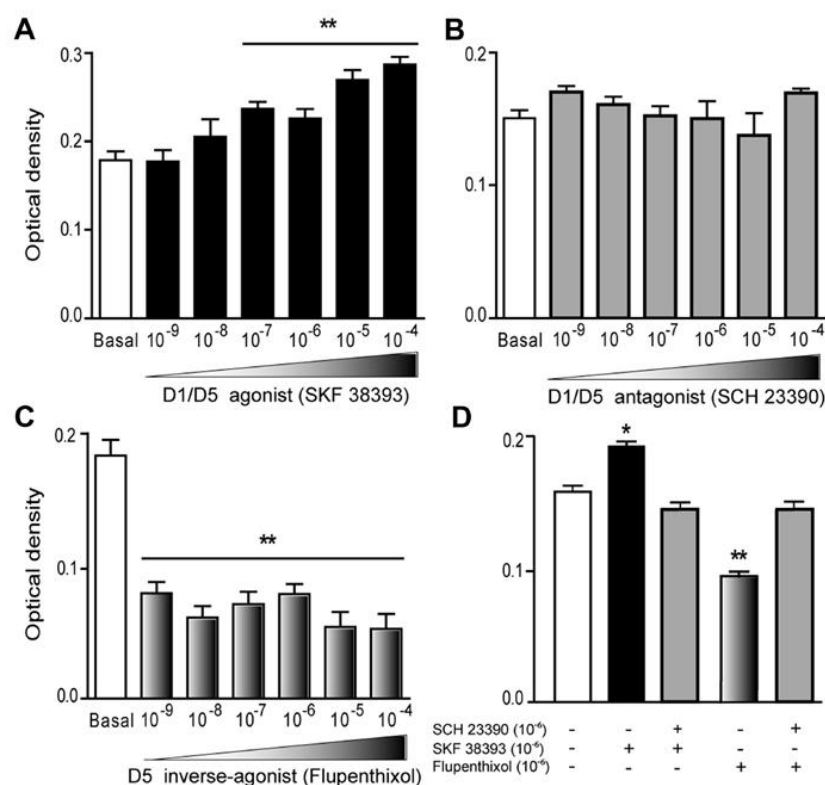 A
**
0.3
0.2
0.1
0.0
Optical density
Basal 10-9 10-8 10-7 10-6 10-5 10-4
D1/D5 agonist (SKF 38393)
B
0.2
0.1
0.0
Basal 10-9 10-8 10-7 10-6 10-5 10-4
D1/D5 antagonist (SCH 23390)
C
**
0.2
0.1
0.0
Optical density
Basal 10-9 10-8 10-7 10-6 10-5 10-4
D5 inverse-agonist (Flupenthixol)
D
*
**
0.2
0.1
0.0
SCH 23390 (10-6) - - + - +
SKF 38393 (10-6) - + + - -
Flupenthixol (10-6) - - - + +